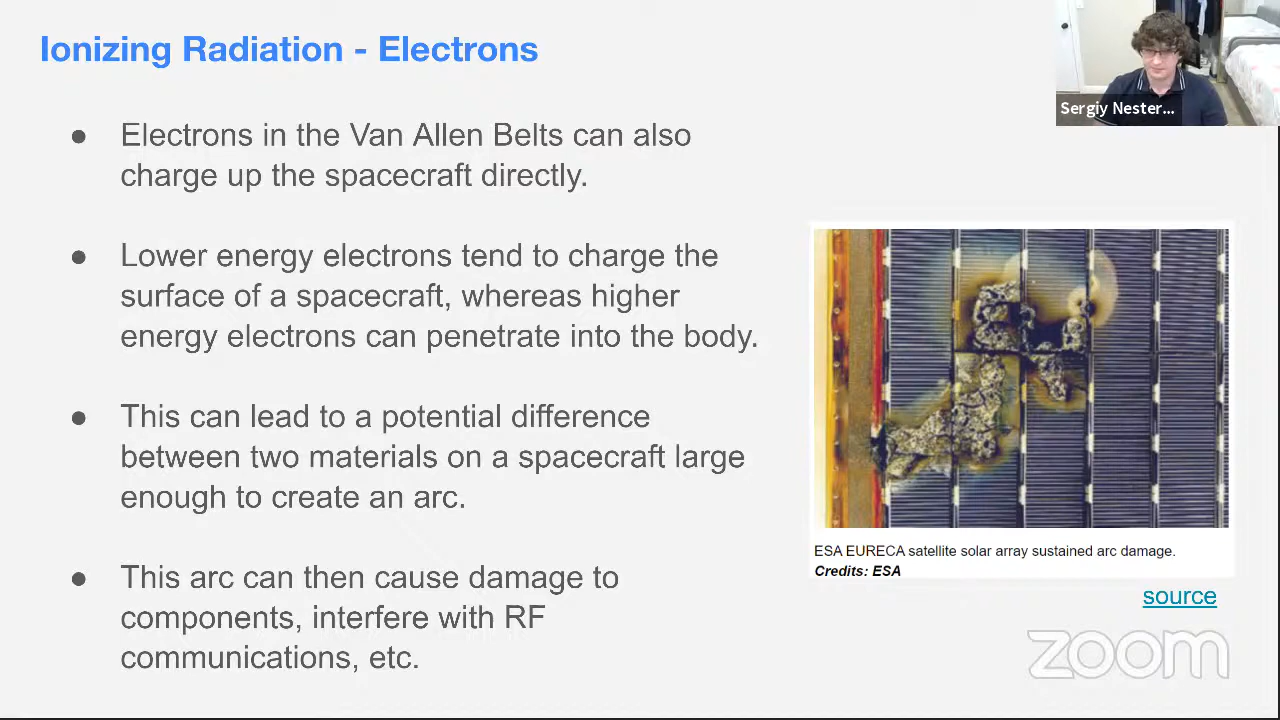 Ionizing Radiation - Electrons
Sergiy Nester...
● Electrons in the Van Allen Belts can also
charge up the spacecraft directly.
● Lower energy electrons tend to charge the
surface of a spacecraft, whereas higher
energy electrons can penetrate into the body.
● This can lead to a potential difference
between two materials on a spacecraft large
enough to create an arc.
● This arc can then cause damage to
components, interfere with RF
communications, etc.
ESA EURECA satellite solar array sustained arc damage.
Credits: ESA
source
zoom